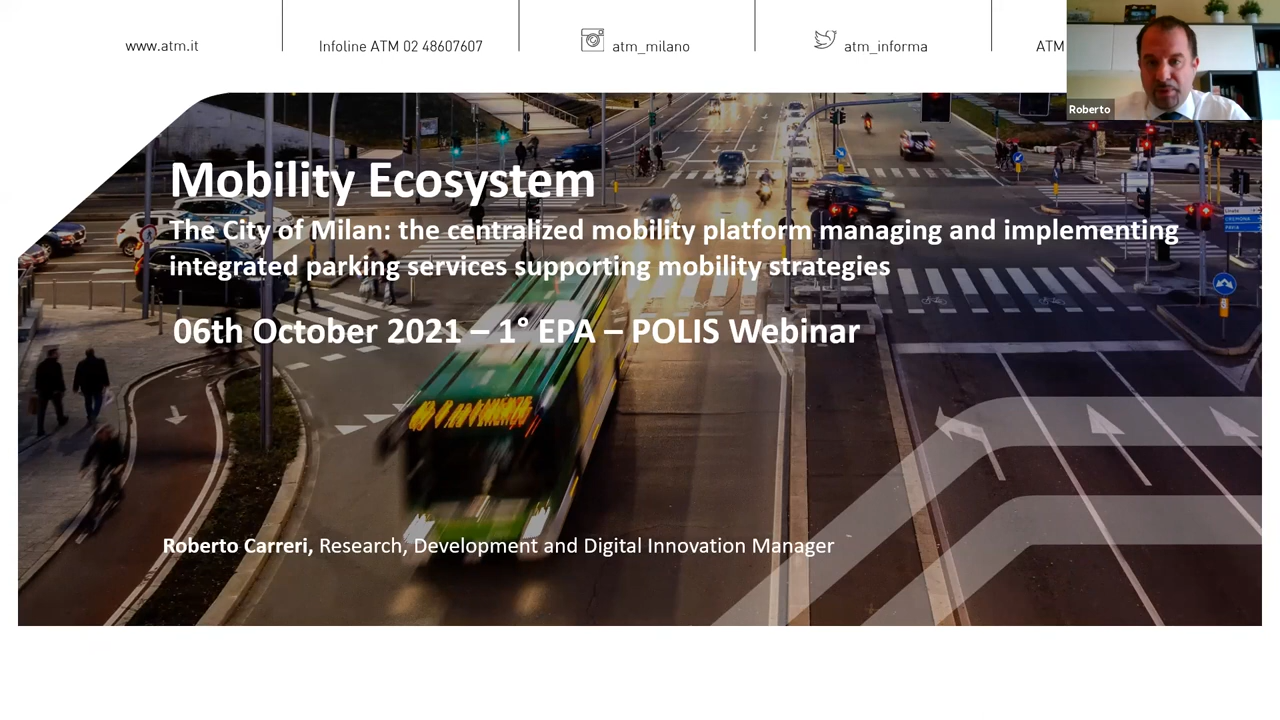 www.atm.it
Infoline ATM 02 48607607
atm_milano
atm_informa
ATM
Roberto
Mobility Ecosystem
The City of Milan: the centralized mobility platform managing and implementing
integrated parking services supporting mobility strategies
06th October 2021 – 1° EPA – POLIS Webinar
Roberto Carreri, Research, Development and Digital Innovation Manager